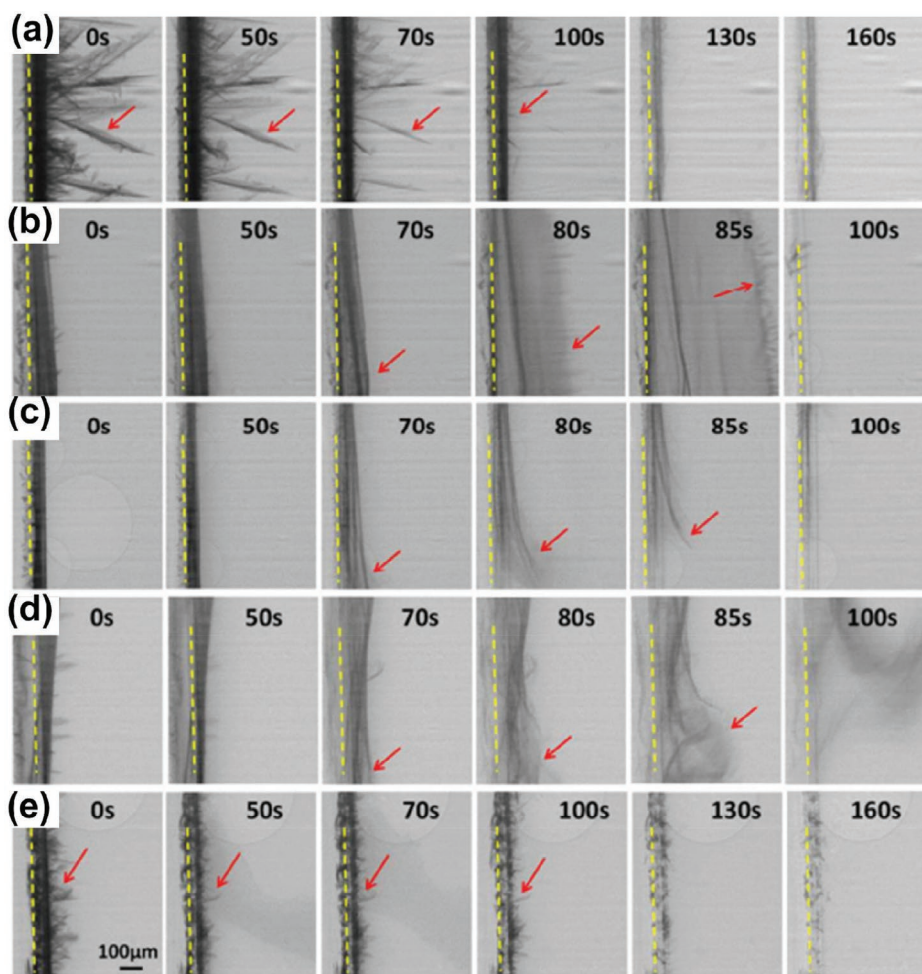 (a) 0s 50s 70s 100s 130s 160s
(b) 0s 50s 70s 80s 85s 100s
(c) 0s 50s 70s 80s 85s 100s
(d) 0s 50s 70s 80s 85s 100s
(e) 0s 50s 70s 100s 130s 160s
100μm